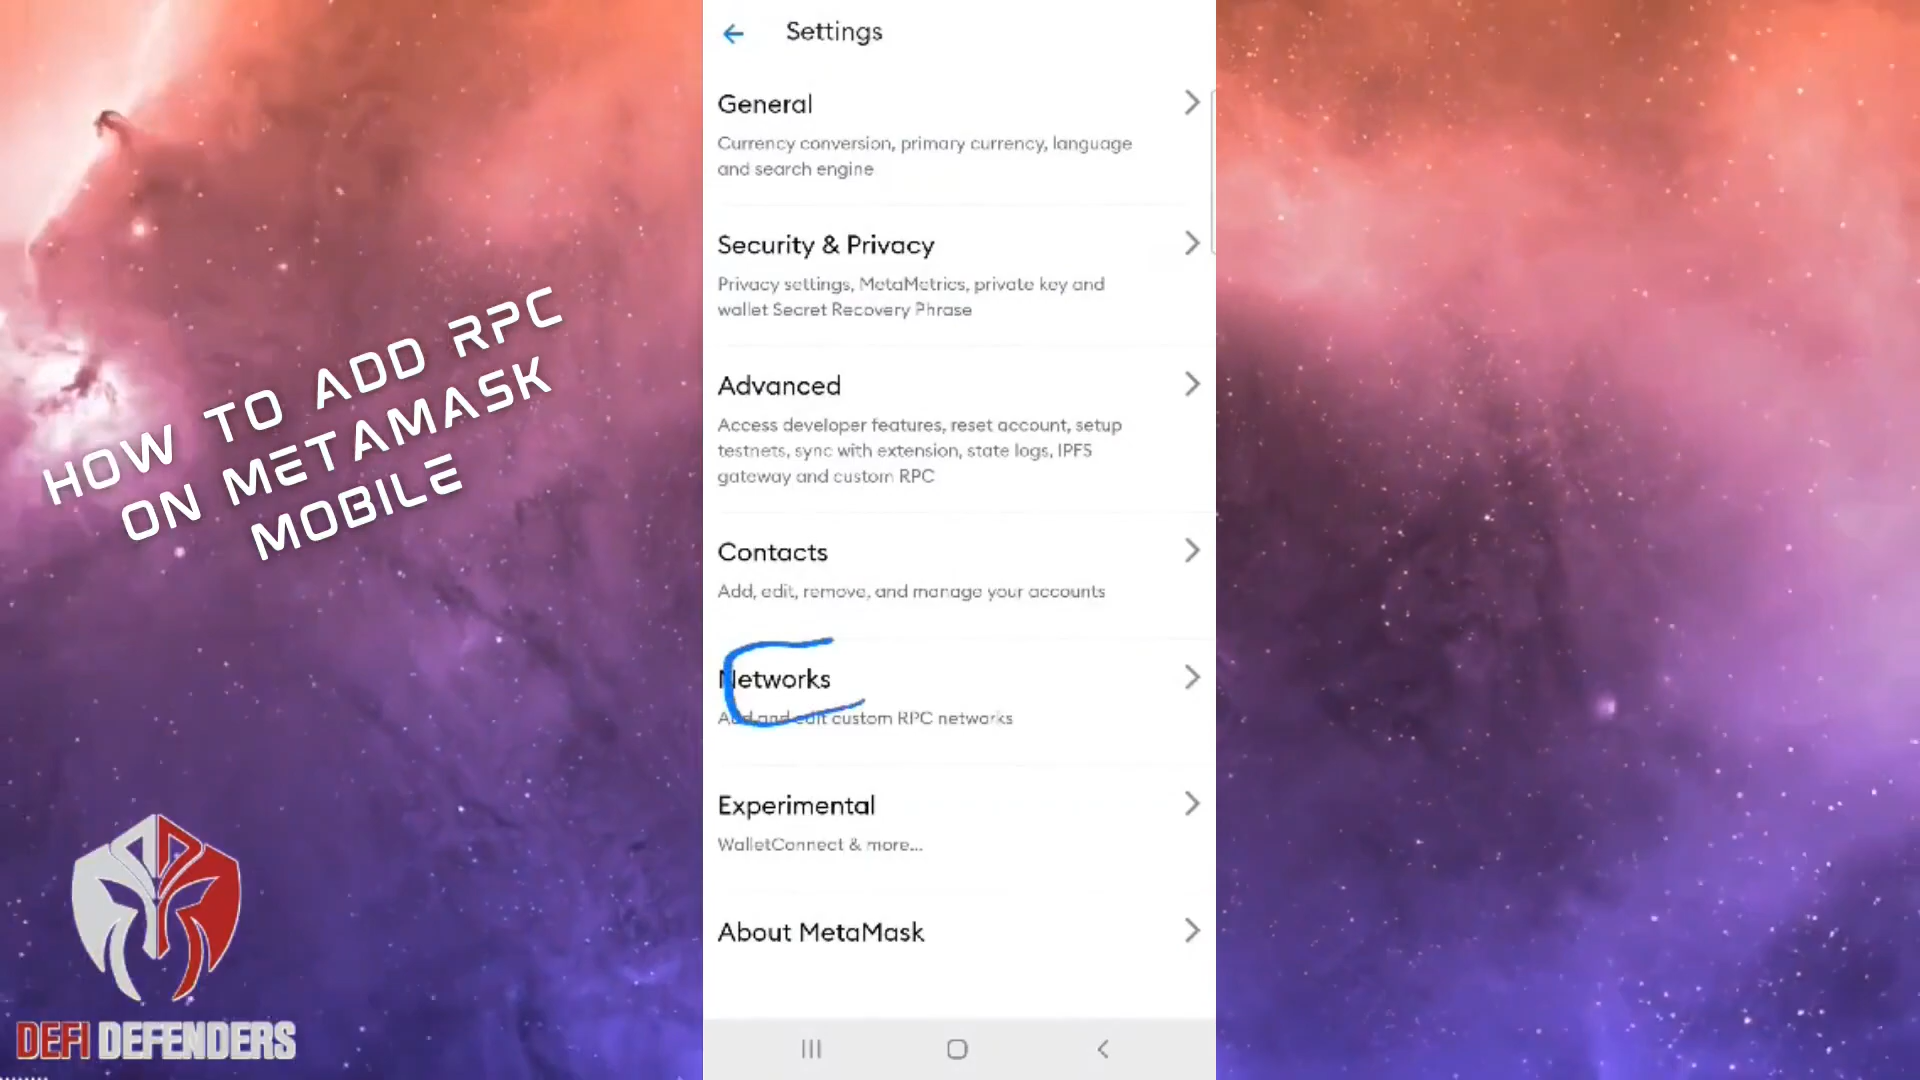 HOW TO ADD RPC
ON METAMASK
MOBILE
DEFI DEFENDERS
Settings
General
Currency conversion, primary currency, language
and search engine
Security & Privacy
Privacy settings, MetaMetrics, private key and
wallet Secret Recovery Phrase
Advanced
Access developer features, reset account, setup
testnets, sync with extension, state logs, IPFS
gateway and custom RPC
Contacts
Add, edit, remove, and manage your accounts
Networks
Add and edit custom RPC networks
Experimental
WalletConnect & more...
About MetaMask